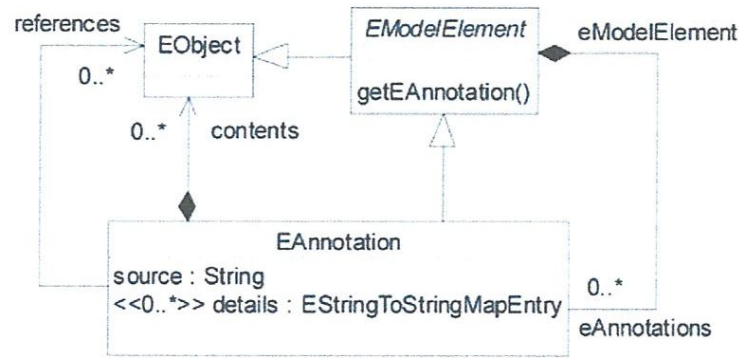 references
EObject
0..*
EModelElement
eModelElement
getEAnnotation()
0..*
contents
EAnnotation
source : String
<<0..*>> details : EStringToStringMapEntry
0..*
eAnnotations